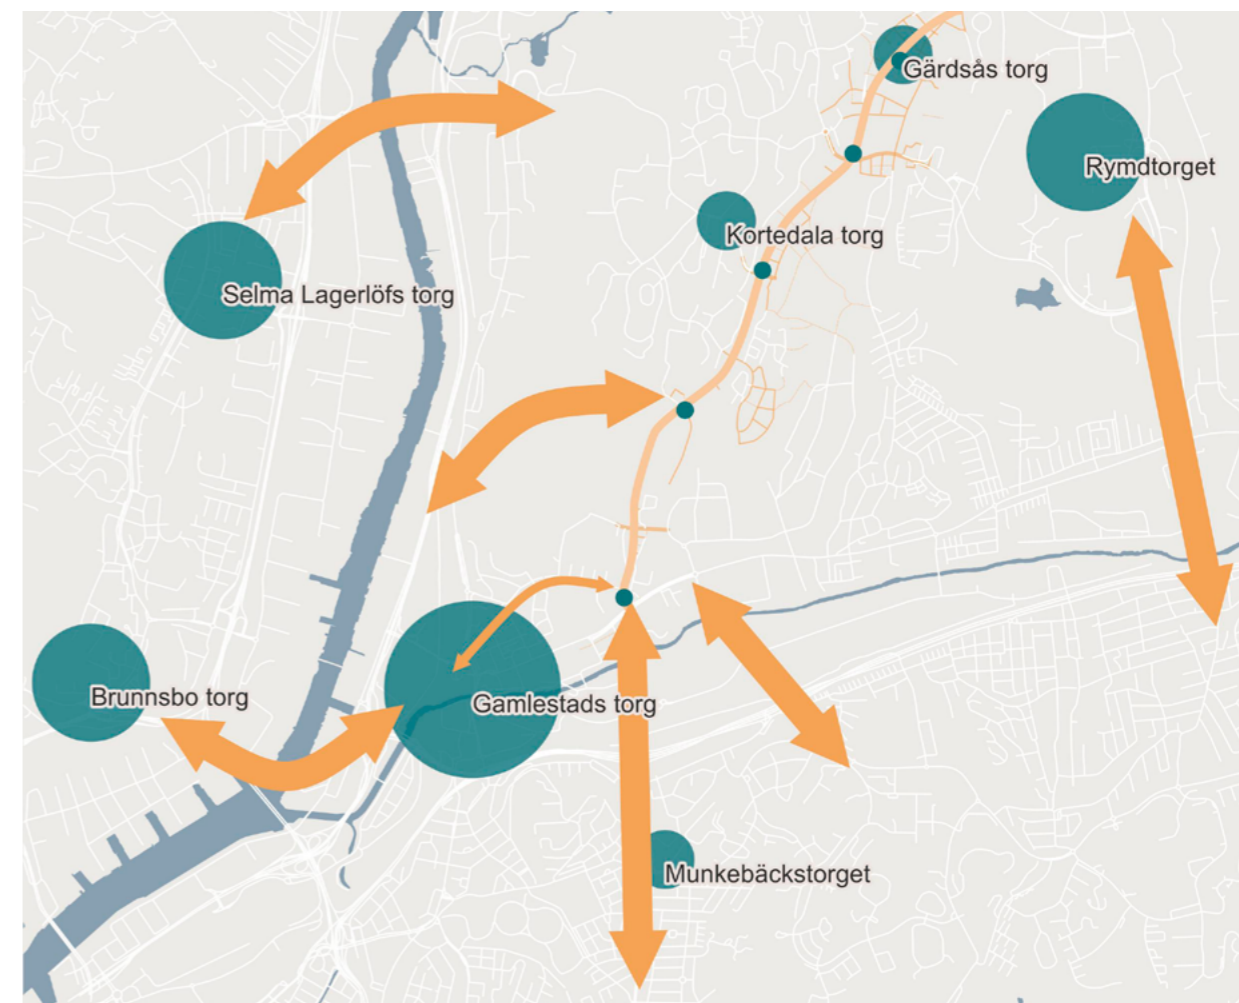 Gärdsås torg
Rymdtorget
Kortedala torg
Selma Lagerlöfs torg
Brunnsbo torg
Gamlestads torg
Munkebäckstorget